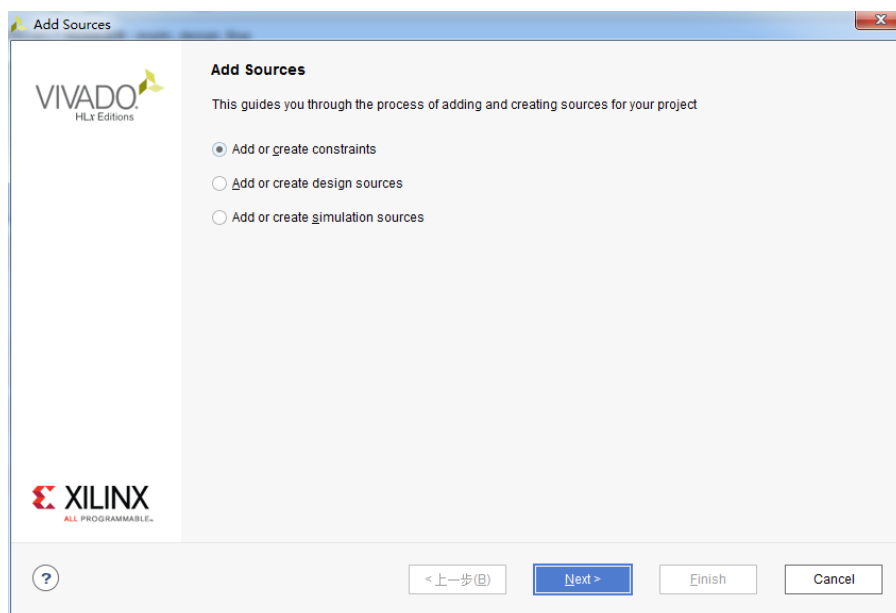 Add Sources
VIVADO.
HLx Editions
Add Sources
This guides you through the process of adding and creating sources for your project
Add or create constraints
Add or create design sources
Add or create simulation sources
XILINX
ALL PROGRAMMABLE™
?
<上一步(B)
Next >
Finish
Cancel